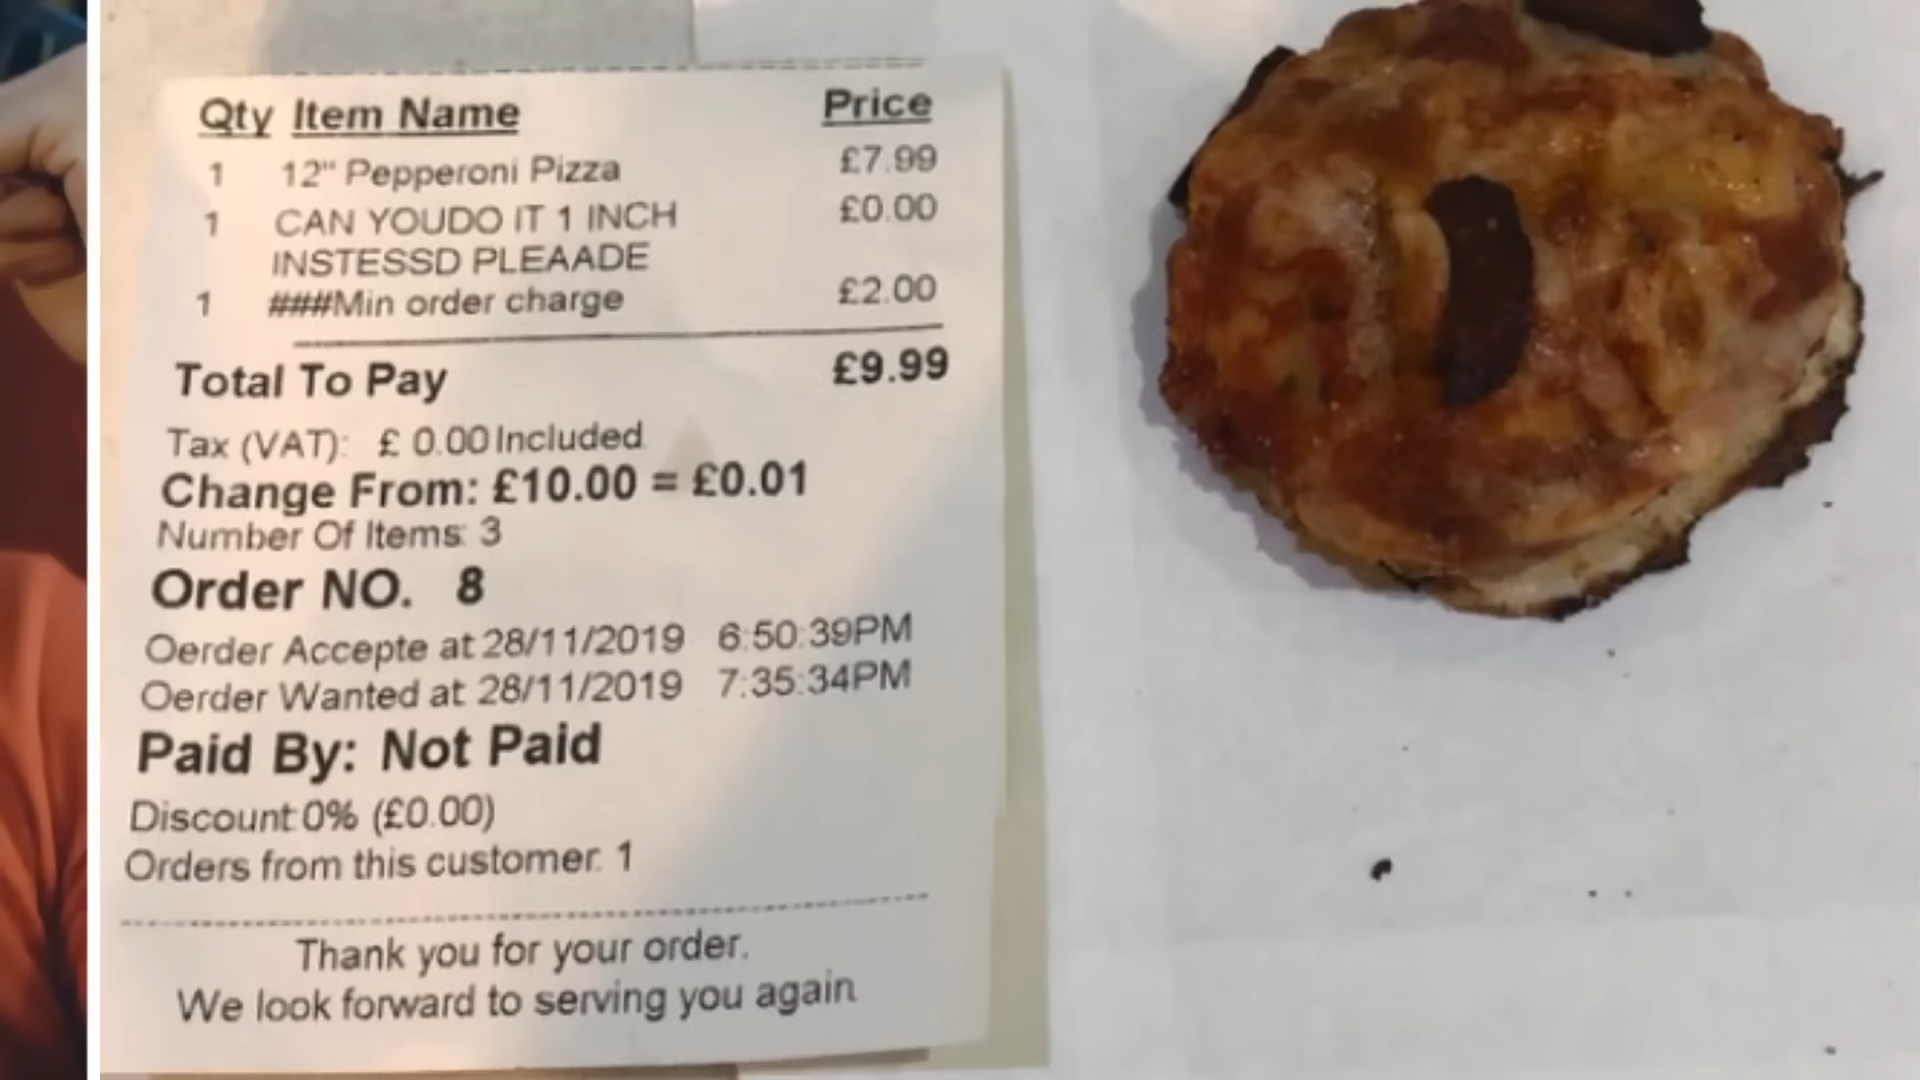 Qty Item Name Price
1 12" Pepperoni Pizza £7.99
1 CAN YOUDO IT 1 INCH £0.00
INSTESSD PLEAADE
1 ###Min order charge £2.00
Total To Pay £9.99
Tax (VAT): £ 0.00 Included
Change From: £10.00 = £0.01
Number Of Items: 3
Order NO. 8
Oerder Accepte at 28/11/2019 6:50:39PM
Oerder Wanted at 28/11/2019 7:35:34PM
Paid By: Not Paid
Discount:0% (£0.00)
Orders from this customer: 1
Thank you for your order.
We look forward to serving you again